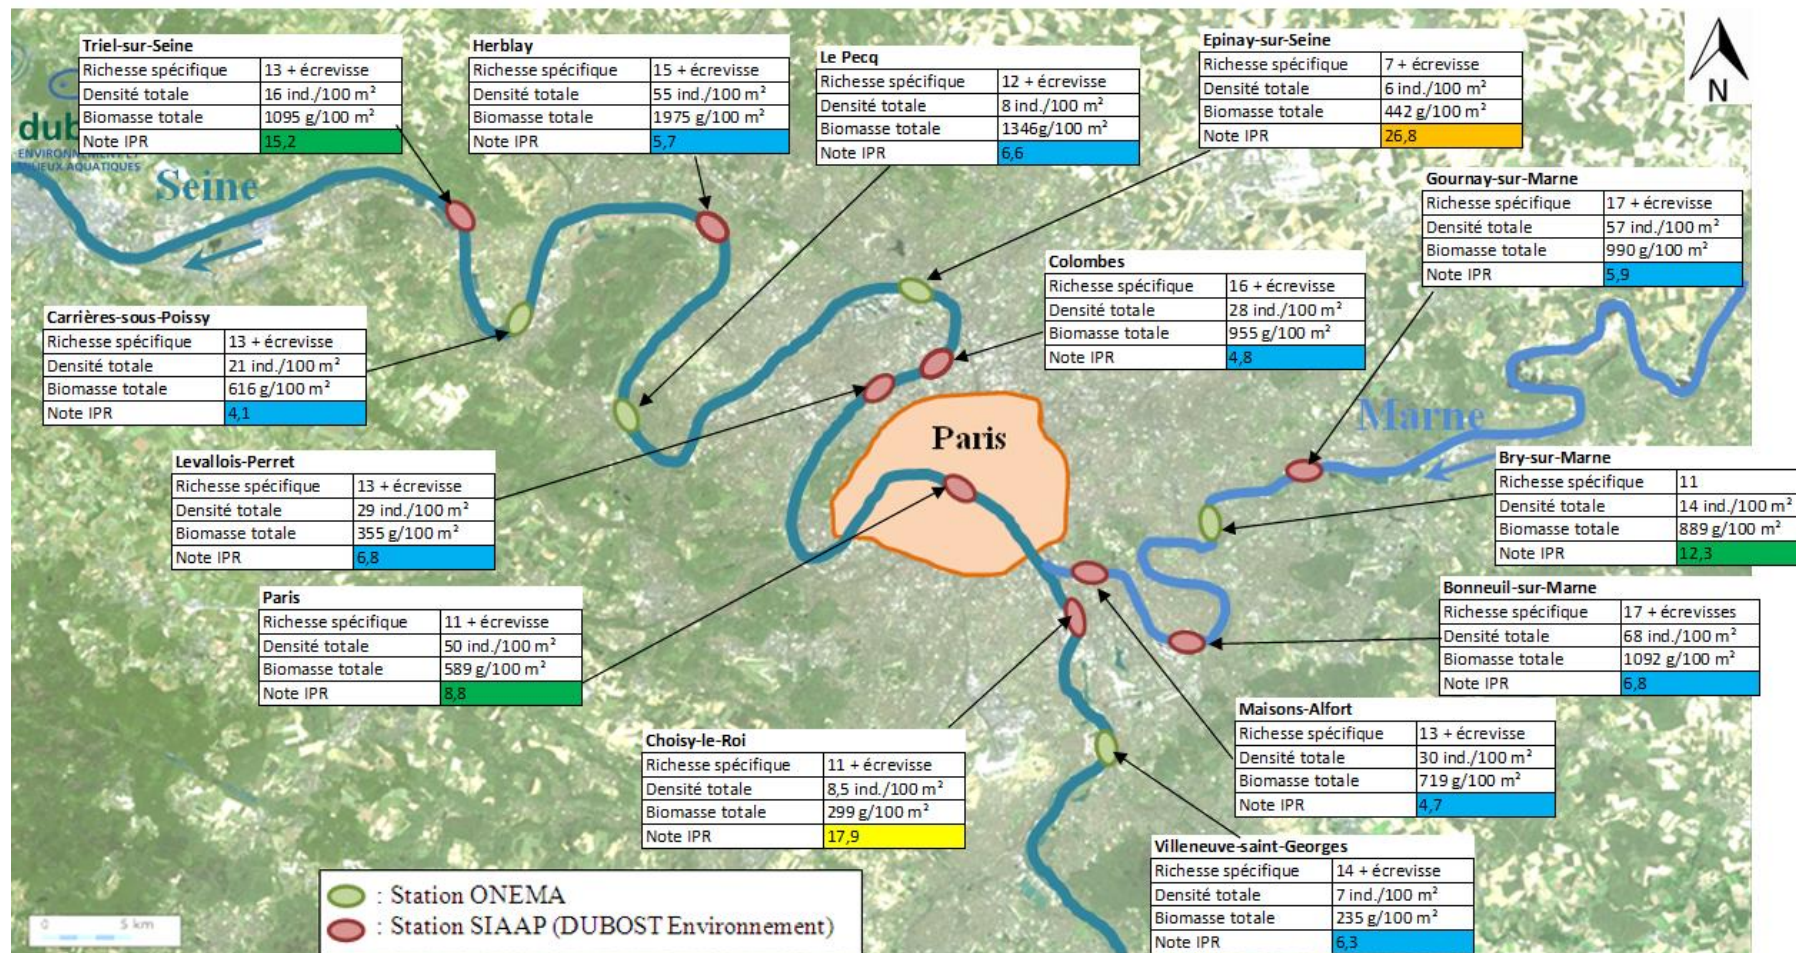 Triel-sur-Seine
Richesse spécifique 13 + écrevisse
Densité totale 16 ind./100 m²
Biomasse totale 1095 g/100 m²
Note IPR 15,2
Herblay
Richesse spécifique 15 + écrevisse
Densité totale 55 ind./100 m²
Biomasse totale 1975 g/100 m²
Note IPR 5,7
Le Pecq
Richesse spécifique 12 + écrevisse
Densité totale 8 ind./100 m²
Biomasse totale 1346g/100 m²
Note IPR 6,6
Epinay-sur-Seine
Richesse spécifique 7 + écrevisse
Densité totale 6 ind./100 m²
Biomasse totale 442 g/100 m²
Note IPR 26,8
N
dub
ENVIRONNEMENT ET
MILIEUX AQUATIQUES
Seine
Gournay-sur-Marne
Richesse spécifique 17 + écrevisse
Densité totale 57 ind./100 m²
Biomasse totale 990 g/100 m²
Note IPR 5,9
Colombes
Richesse spécifique 16 + écrevisse
Densité totale 28 ind./100 m²
Biomasse totale 955 g/100 m²
Note IPR 4,8
Carrières-sous-Poissy
Richesse spécifique 13 + écrevisse
Densité totale 21 ind./100 m²
Biomasse totale 616 g/100 m²
Note IPR 4,1
Marne
Paris
Levallois-Perret
Richesse spécifique 13 + écrevisse
Densité totale 29 ind./100 m²
Biomasse totale 355 g/100 m²
Note IPR 6,8
Bry-sur-Marne
Richesse spécifique 11
Densité totale 14 ind./100 m²
Biomasse totale 889 g/100 m²
Note IPR 12,3
Paris
Richesse spécifique 11 + écrevisse
Densité totale 50 ind./100 m²
Biomasse totale 589 g/100 m²
Note IPR 8,8
Bonneuil-sur-Marne
Richesse spécifique 17 + écrevisses
Densité totale 68 ind./100 m²
Biomasse totale 1092 g/100 m²
Note IPR 6,8
Maisons-Alfort
Richesse spécifique 13 + écrevisse
Densité totale 30 ind./100 m²
Biomasse totale 719 g/100 m²
Note IPR 4,7
Choisy-le-Roi
Richesse spécifique 11 + écrevisse
Densité totale 8,5 ind./100 m²
Biomasse totale 299 g/100 m²
Note IPR 17,9
Villeneuve-saint-Georges
Richesse spécifique 14 + écrevisse
Densité totale 7 ind./100 m²
Biomasse totale 235 g/100 m²
Note IPR 6,3
: Station ONEMA
: Station SIAAP (DUBOST Environnement)
0 5 km